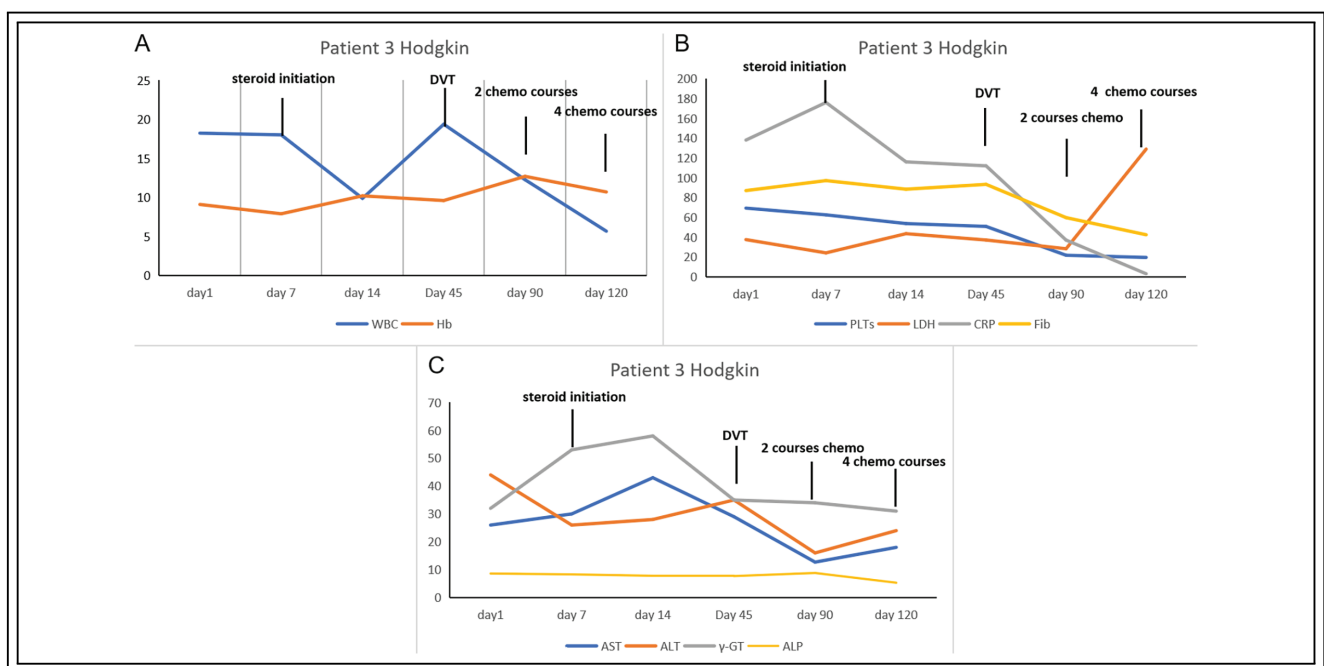 A
Patient 3 Hodgkin
steroid initiation
DVT
2 chemo courses
4 chemo courses
25
20
15
10
5
0
day1 day 7 day 14 Day 45 day 90 day 120
WBC Hb
B
Patient 3 Hodgkin
steroid initiation
DVT
2 courses chemo
4 chemo courses
200
180
160
140
120
100
80
60
40
20
0
day1 day 7 day 14 Day 45 day 90 day 120
PLTs LDH CRP Fib
C
Patient 3 Hodgkin
steroid initiation
DVT
2 courses chemo
4 chemo courses
70
60
50
40
30
20
10
0
day1 day 7 day 14 Day 45 day 90 day 120
AST ALT γ-GT ALP